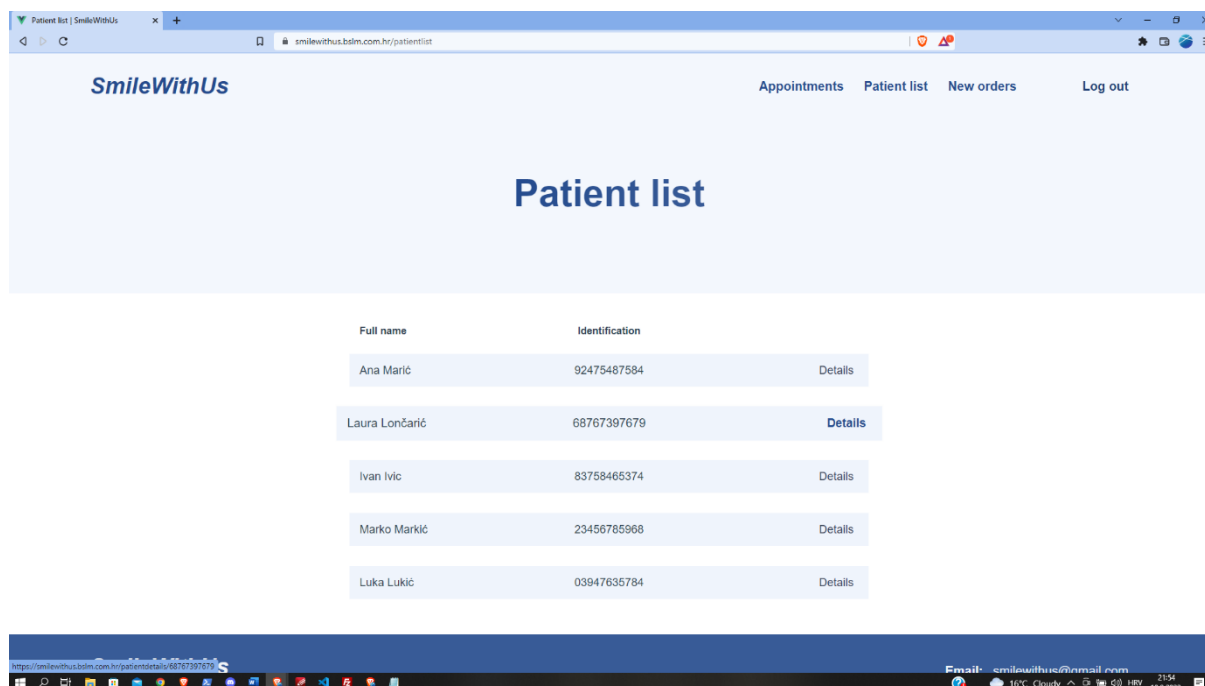 Patient list | SmileWithUs
smilewithus.bslm.com.hr/patientlist
SmileWithUs Appointments Patient list New orders Log out
Patient list
Full name Identification
Ana Marić 92475487584 Details
Laura Lončarić 68767397679 Details
Ivan Ivic 83758465374 Details
Marko Markić 23456785968 Details
Luka Lukić 03947635784 Details
Email: smilewithus@gmail.com
https://smilewithus.bslm.com.hr/patientdetails/68767397679
16°C Cloudy HRV 21:54